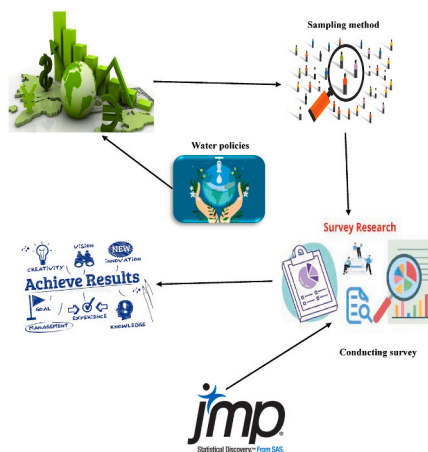 Sampling method
Water policies
Survey Research
VISION
NEW
CREATIVITY
INNOVATION
Achieve Results
GOAL
EXPERIENCE
MANAGEMENT
KNOWLEDGE
Conducting survey
jmp
Statistical Discovery.™ From SAS.